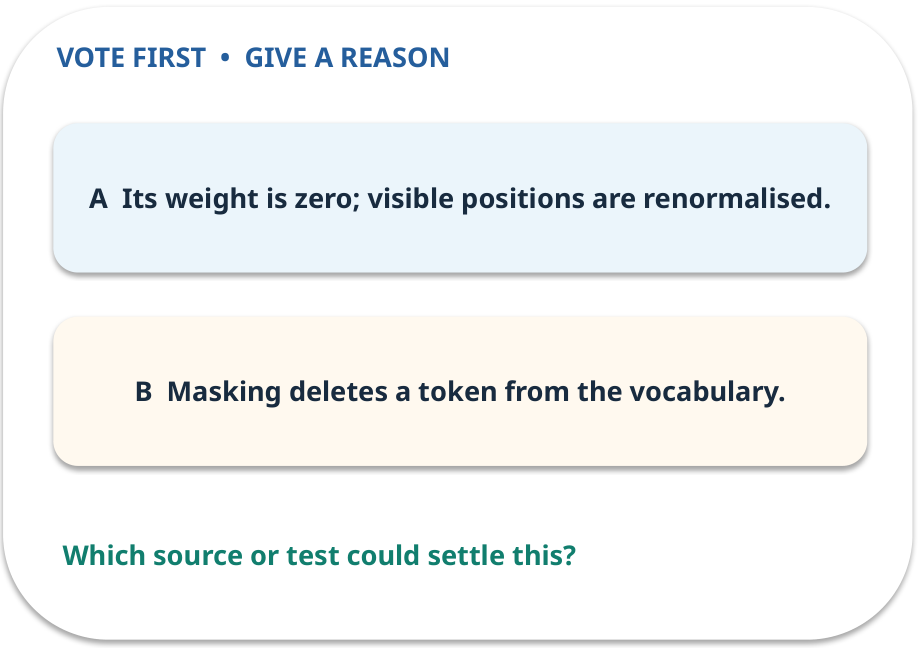 VOTE FIRST • GIVE A REASON
A Its weight is zero; visible positions are renormalised.
B Masking deletes a token from the vocabulary.
Which source or test could settle this?